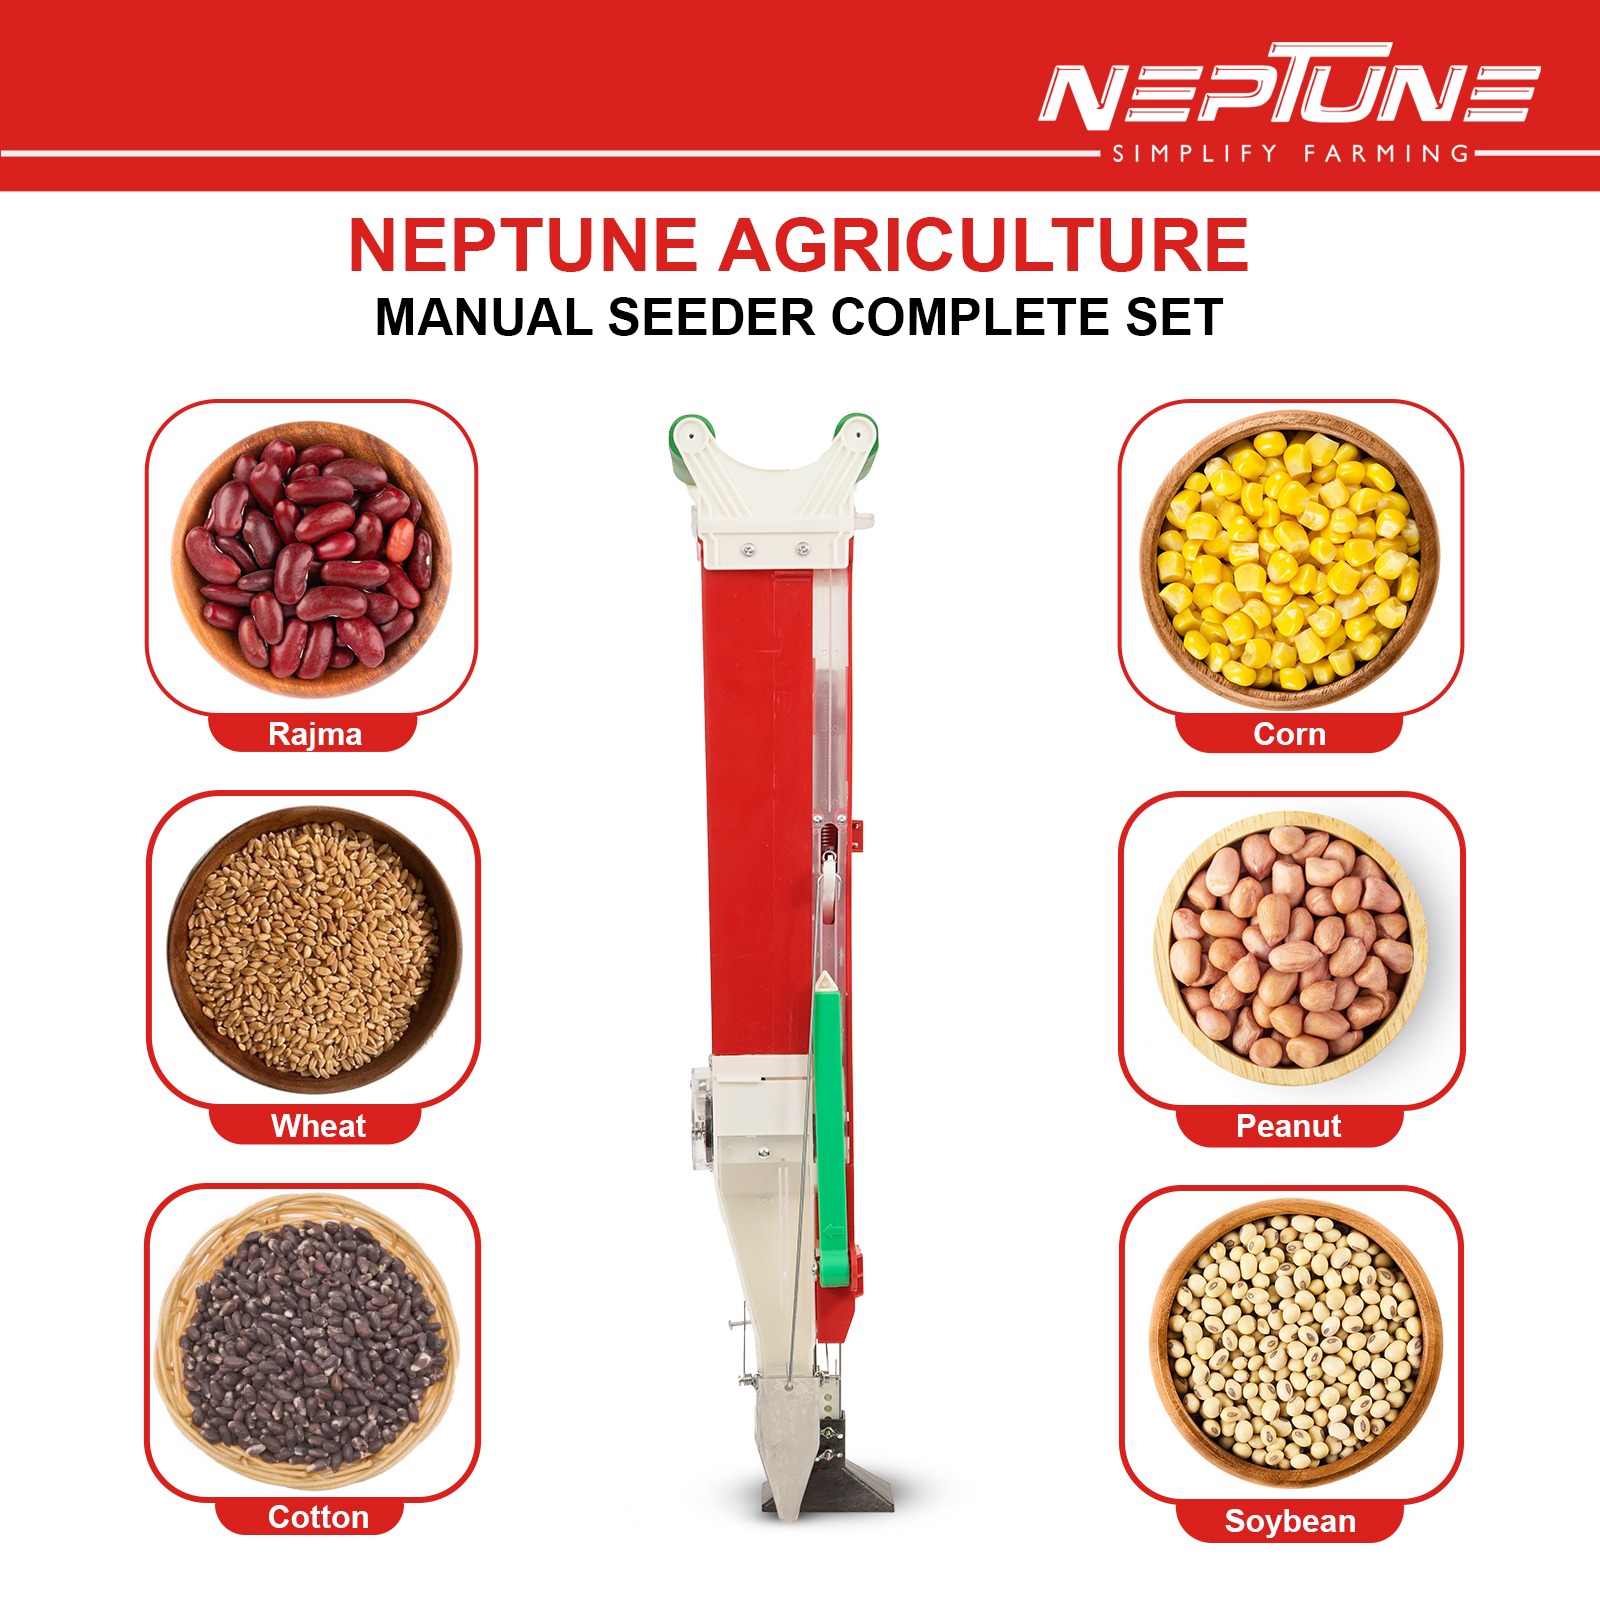 NEPTUNE
SIMPLIFY FARMING
NEPTUNE AGRICULTURE
MANUAL SEEDER COMPLETE SET
Rajma
Corn
Wheat
Peanut
Cotton
Soybean